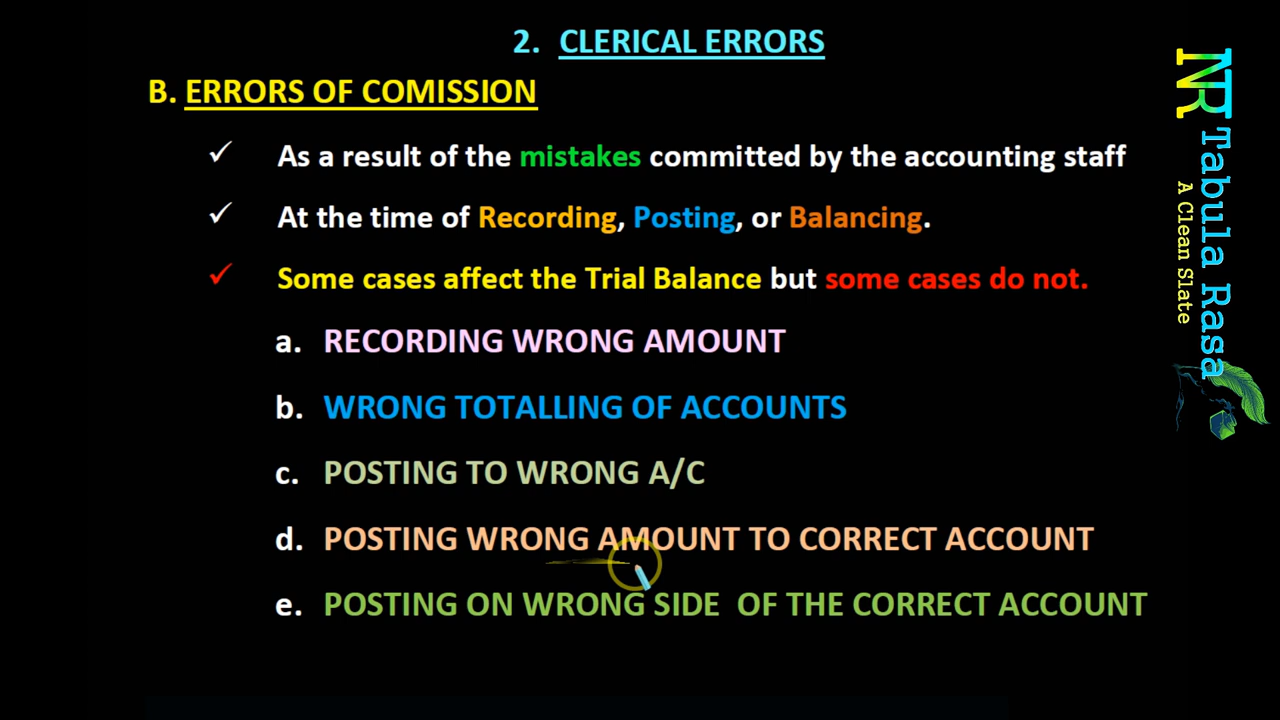 2. CLERICAL ERRORS
B. ERRORS OF COMISSION
✓ As a result of the mistakes committed by the accounting staff
✓ At the time of Recording, Posting, or Balancing.
✓ Some cases affect the Trial Balance but some cases do not.
a. RECORDING WRONG AMOUNT
b. WRONG TOTALLING OF ACCOUNTS
c. POSTING TO WRONG A/C
d. POSTING WRONG AMOUNT TO CORRECT ACCOUNT
e. POSTING ON WRONG SIDE OF THE CORRECT ACCOUNT
Tabula Rasa
A Clean Slate